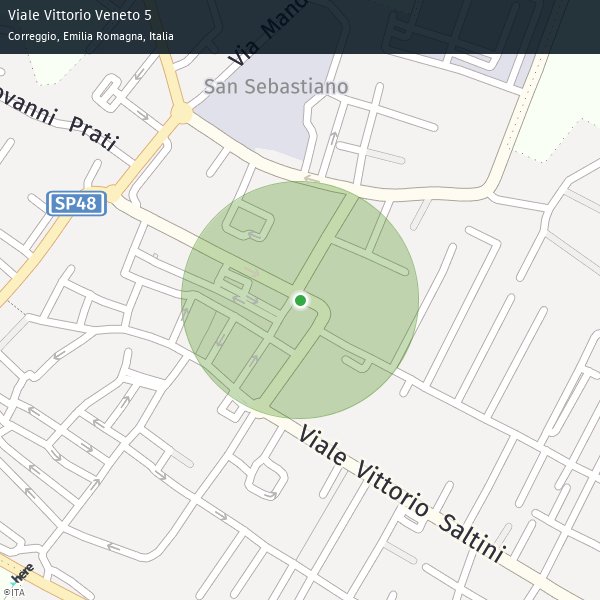 Viale Vittorio Veneto 5
Correggio, Emilia Romagna, Italia
Via Mand
San Sebastiano
ovanni Prati
SP48
Viale Vittorio Saltini
here
©ITA